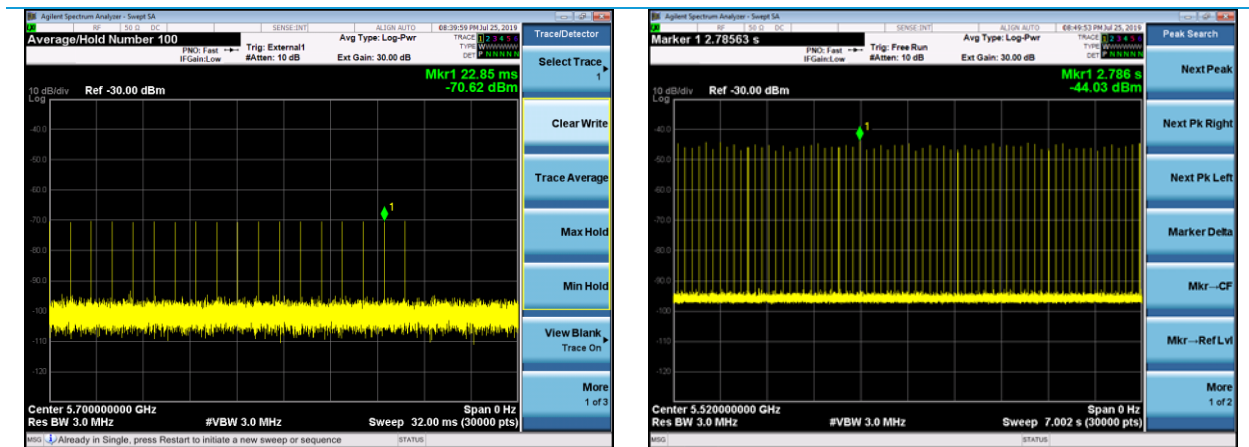 Agilent Spectrum Analyzer - Swept SA
RF 50 Ω DC SENSE:INT ALIGN AUTO 08:39:59 PM Jul 25, 2019
Average/Hold Number 100
Avg Type: Log-Pwr
TRACE 1 2 3 4 5 6
TYPE WWWWWW
DET P NNNNN
PNO: Fast
IFGain:Low
Trig: External1
#Atten: 10 dB
Ext Gain: 30.00 dB
Mkr1 22.85 ms
-70.62 dBm
10 dB/div
Log
Ref -30.00 dBm
1
-40.0
-50.0
-60.0
-70.0
-80.0
-90.0
-100
-110
-120
Center 5.700000000 GHz
Span 0 Hz
Res BW 3.0 MHz
#VBW 3.0 MHz
Sweep 32.00 ms (30000 pts)
MSG Already in Single, press Restart to initiate a new sweep or sequence STATUS
Trace/Detector
Select Trace
1
Clear Write
Trace Average
Max Hold
Min Hold
View Blank
Trace On
More
1 of 3
Agilent Spectrum Analyzer - Swept SA
RF 50 Ω DC SENSE:INT ALIGN AUTO 08:49:53 PM Jul 25, 2019
Marker 1 2.78563 s
Avg Type: Log-Pwr
TRACE 1 2 3 4 5 6
TYPE WWWWWW
DET P NNNNN
PNO: Fast
IFGain:Low
Trig: Free Run
#Atten: 10 dB
Ext Gain: 30.00 dB
Mkr1 2.786 s
-44.03 dBm
10 dB/div
Log
Ref -30.00 dBm
1
-40.0
-50.0
-60.0
-70.0
-80.0
-90.0
-100
-110
-120
Center 5.520000000 GHz
Span 0 Hz
Res BW 3.0 MHz
#VBW 3.0 MHz
Sweep 7.002 s (30000 pts)
MSG STATUS
Peak Search
Next Peak
Next Pk Right
Next Pk Left
Marker Delta
Mkr→CF
Mkr→Ref Lvl
More
1 of 2